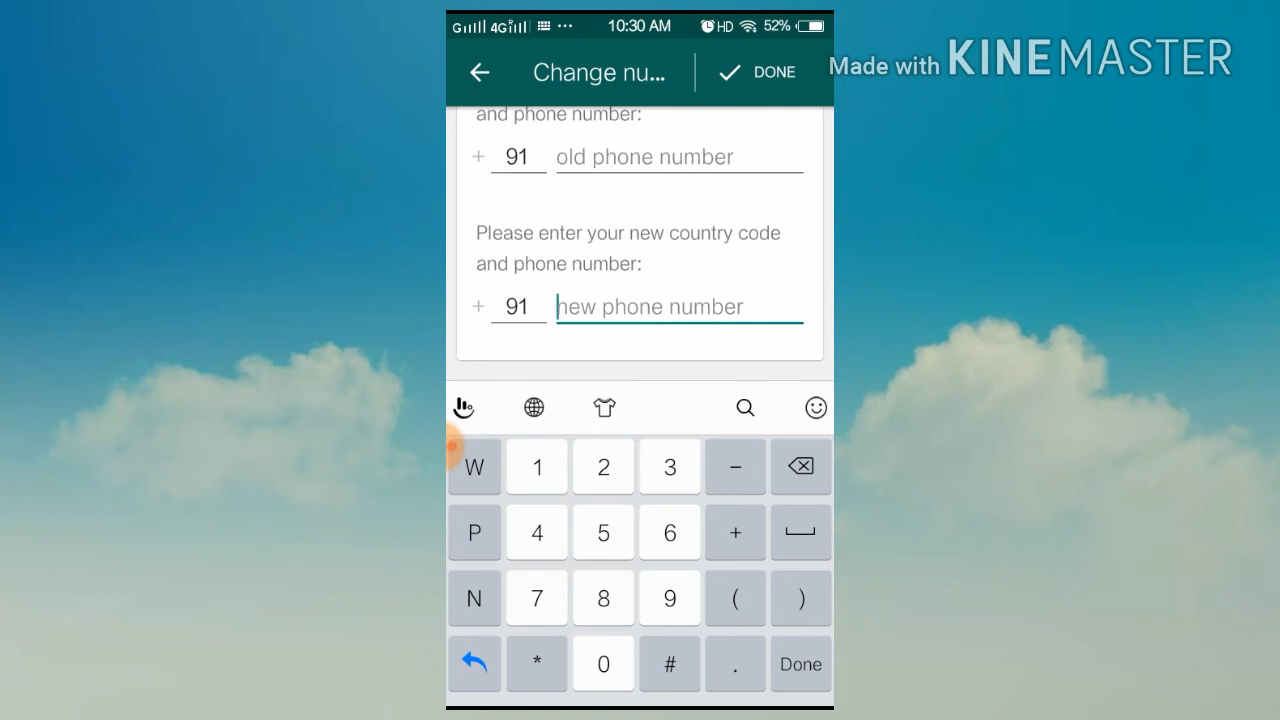 G 4G 10:30 AM HD 52%
Change nu... DONE
Made with KINEMASTER
and phone number:
+ 91 old phone number
Please enter your new country code
and phone number:
+ 91 new phone number
W 1 2 3 -
P 4 5 6 +
N 7 8 9 ( )
* 0 # . Done